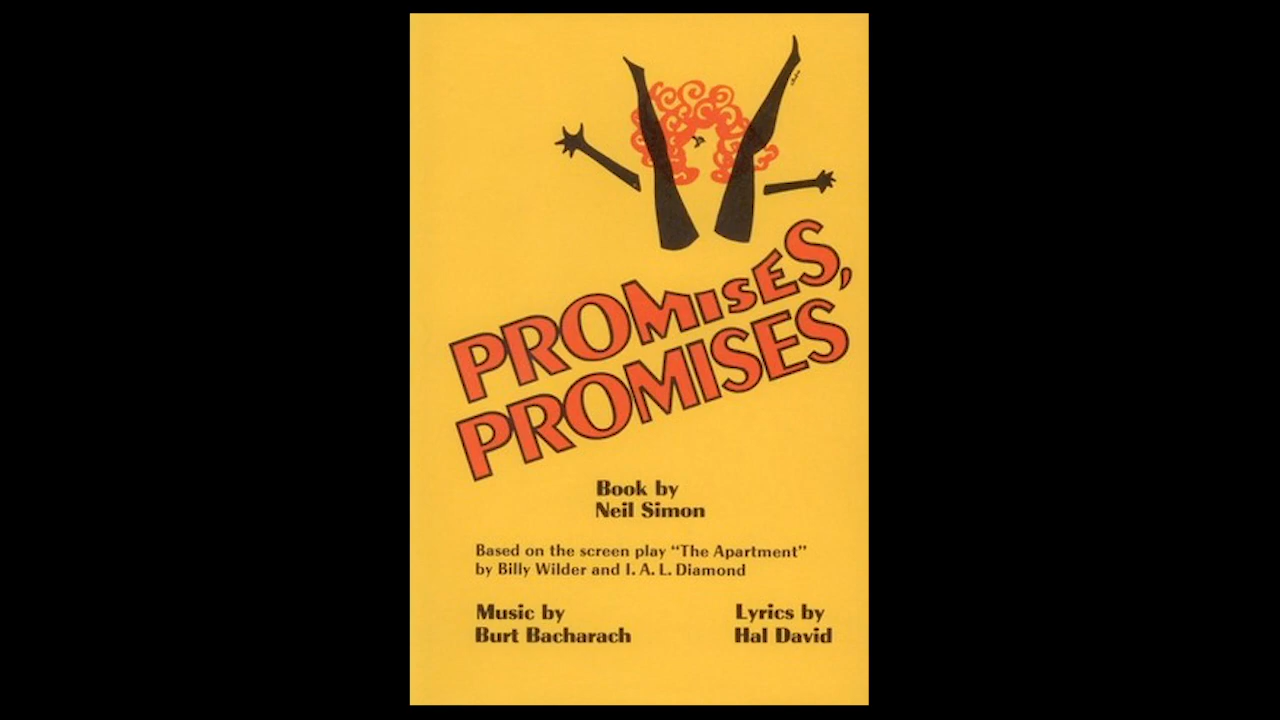 PROMISES,
PROMISES
Book by
Neil Simon
Based on the screen play “The Apartment”
by Billy Wilder and I. A. L. Diamond
Music by
Burt Bacharach
Lyrics by
Hal David